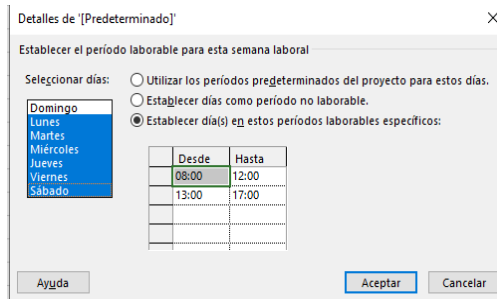 Detalles de '[Predeterminado]'
Establecer el período laborable para esta semana laboral
Seleccionar días:
Domingo
Lunes
Martes
Miércoles
Jueves
Viernes
Sábado
Utilizar los períodos predeterminados del proyecto para estos días.
Establecer días como período no laborable.
Establecer día(s) en estos períodos laborables específicos:
Desde Hasta
08:00 12:00
13:00 17:00
Ayuda Aceptar Cancelar